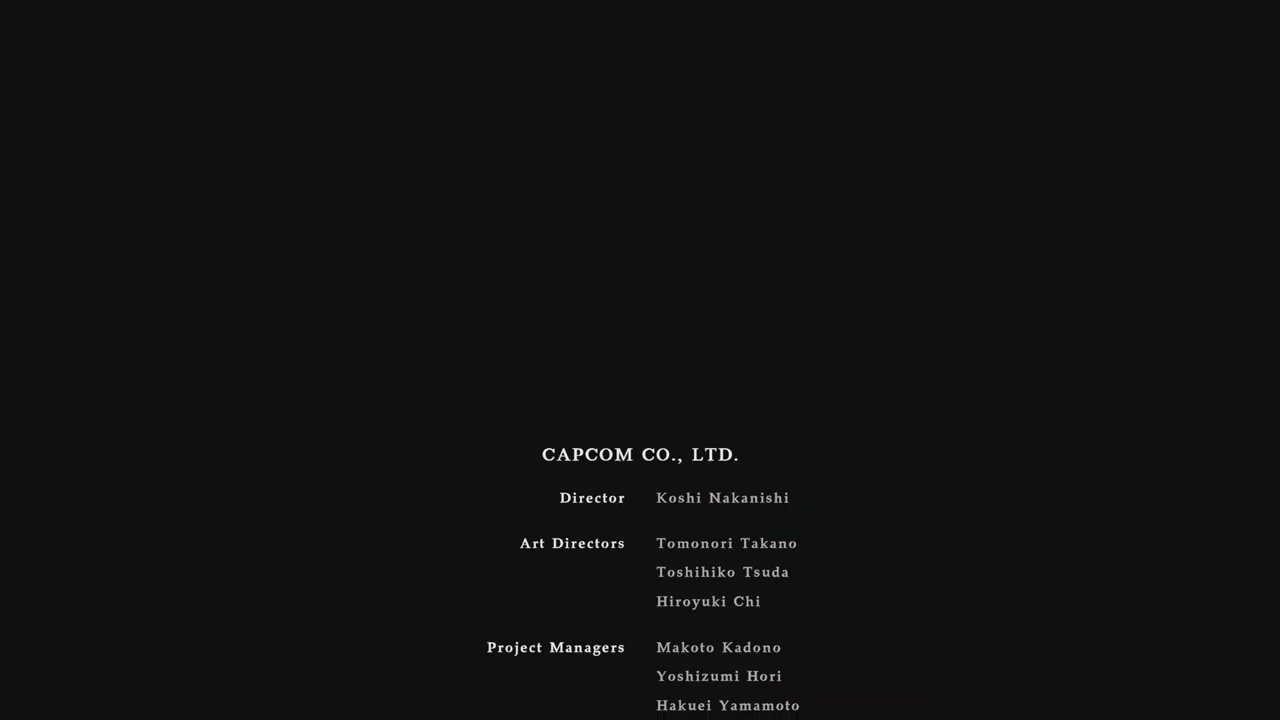 CAPCOM CO., LTD.
Director Koshi Nakanishi
Art Directors Tomonori Takano
Toshihiko Tsuda
Hiroyuki Chi
Project Managers Makoto Kadono
Yoshizumi Hori
Hakuei Yamamoto